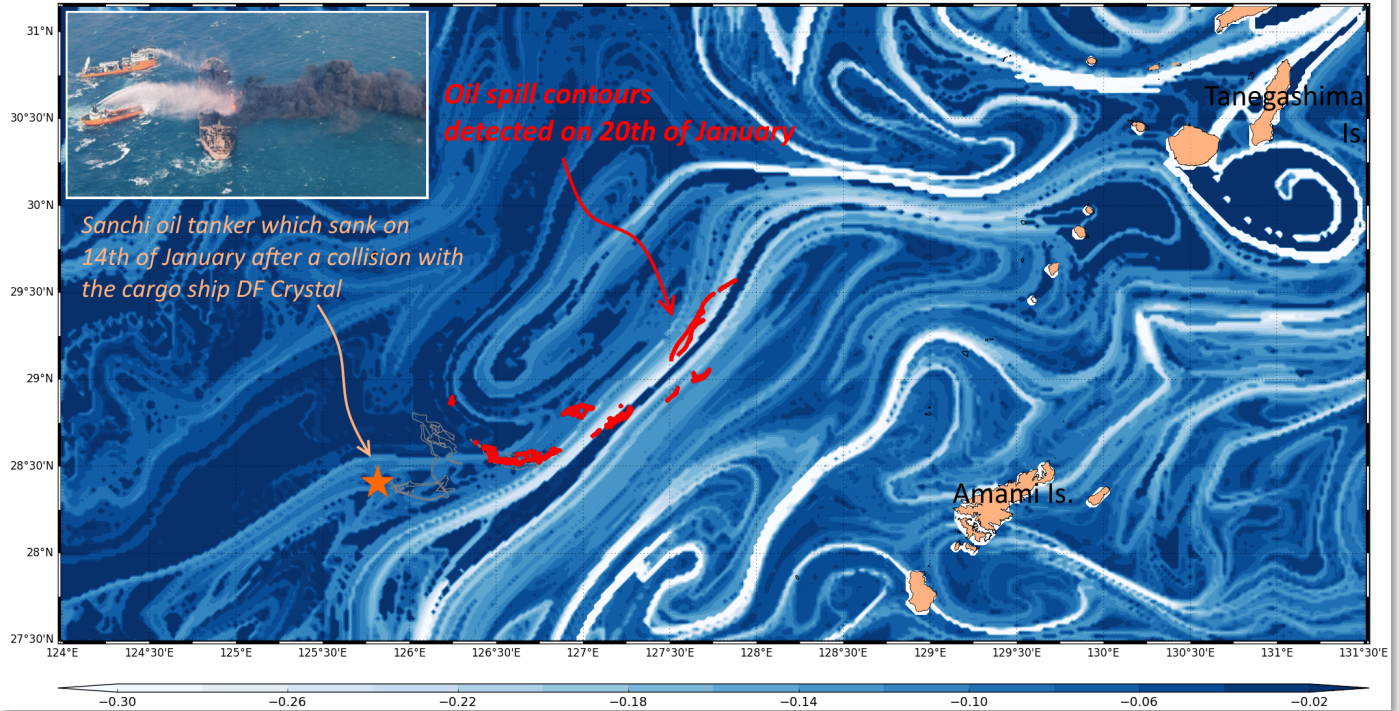 31°N
30°30'N
30°N
29°30'N
29°N
28°30'N
28°N
27°30'N
Oil spill contours
detected on 20th of January
Tanegashima
Is.
Sanchi oil tanker which sank on
14th of January after a collision with
the cargo ship DF Crystal
Amami Is.
124°E 124°30'E 125°E 125°30'E 126°E 126°30'E 127°E 127°30'E 128°E 128°30'E 129°E 129°30'E 130°E 130°30'E 131°E 131°30'E
−0.30 −0.26 −0.22 −0.18 −0.14 −0.10 −0.06 −0.02